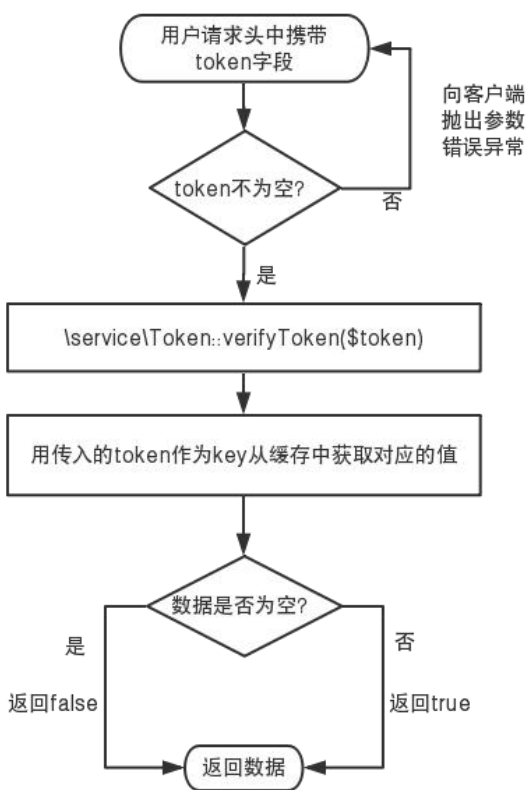 用户请求头中携带
token字段
向客户端
抛出参数
错误异常
token不为空?
否
是
\service\Token::verifyToken($token)
用传入的token作为key从缓存中获取对应的值
数据是否为空?
是
否
返回false
返回true
返回数据